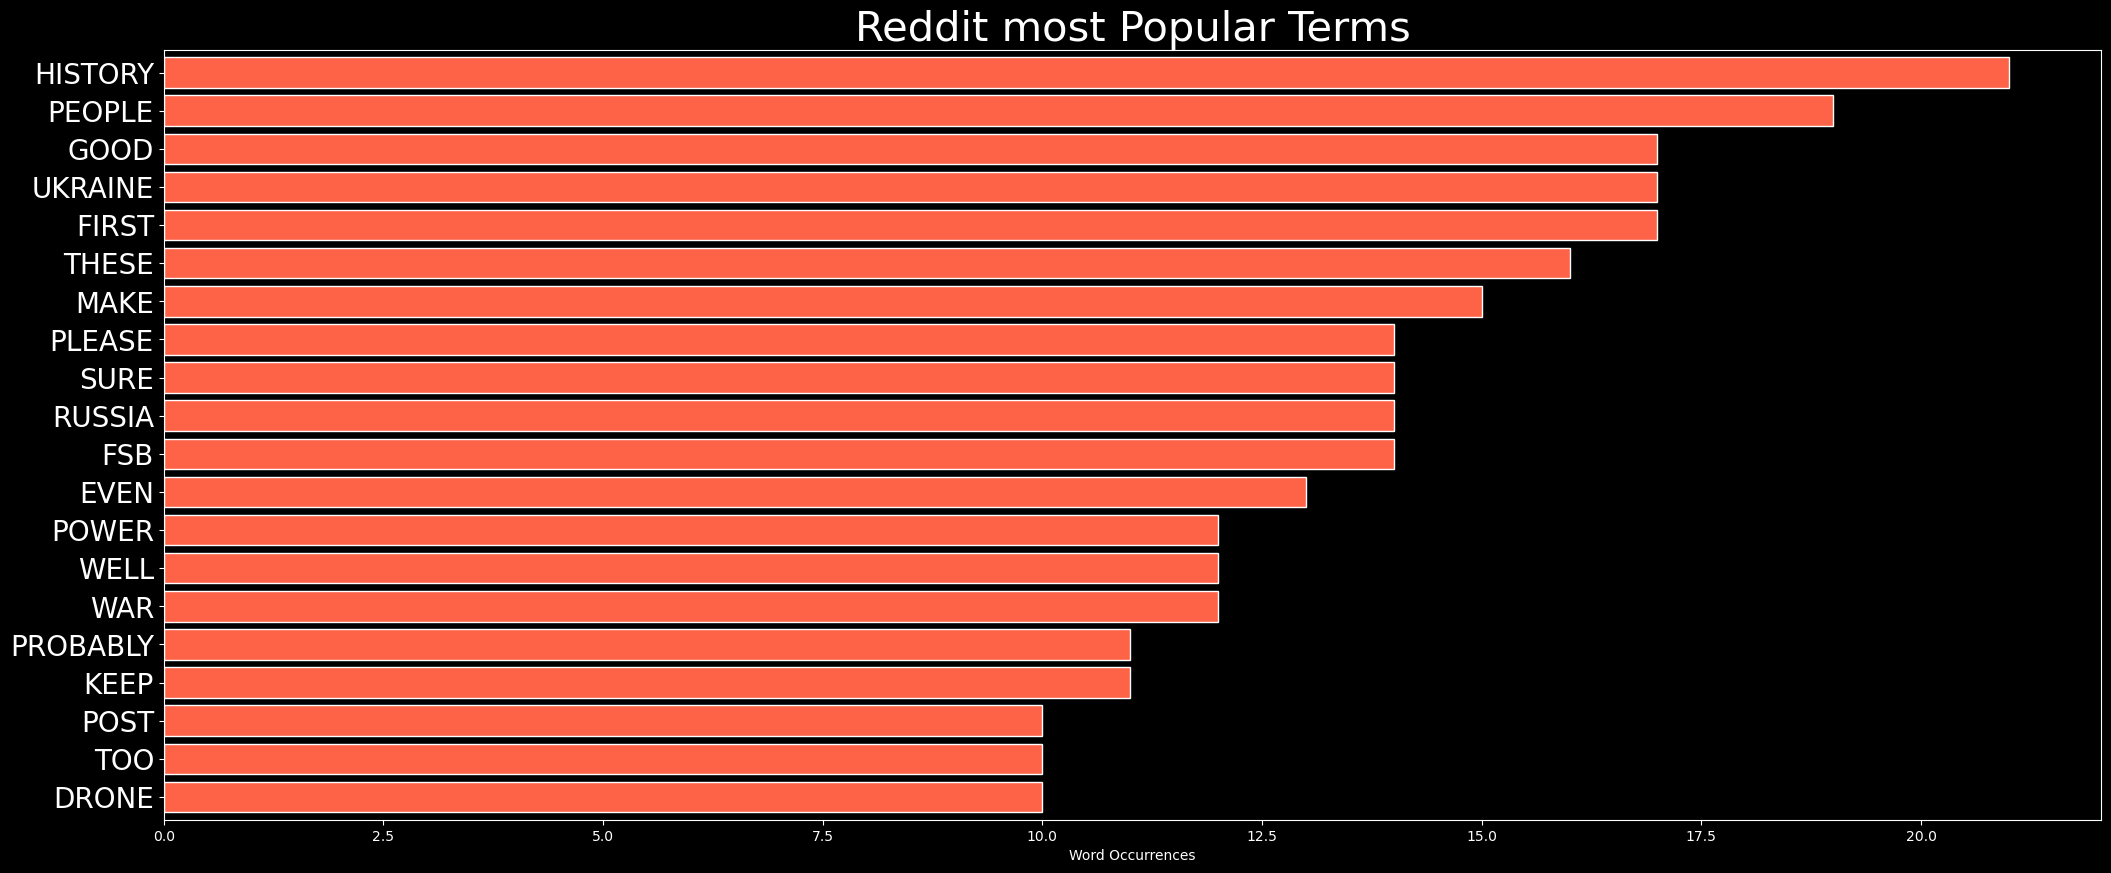 Reddit most Popular Terms
HISTORY
PEOPLE
GOOD
UKRAINE
FIRST
THESE
MAKE
PLEASE
SURE
RUSSIA
FSB
EVEN
POWER
WELL
WAR
PROBABLY
KEEP
POST
TOO
DRONE
0.0 2.5 5.0 7.5 10.0 12.5 15.0 17.5 20.0
Word Occurrences